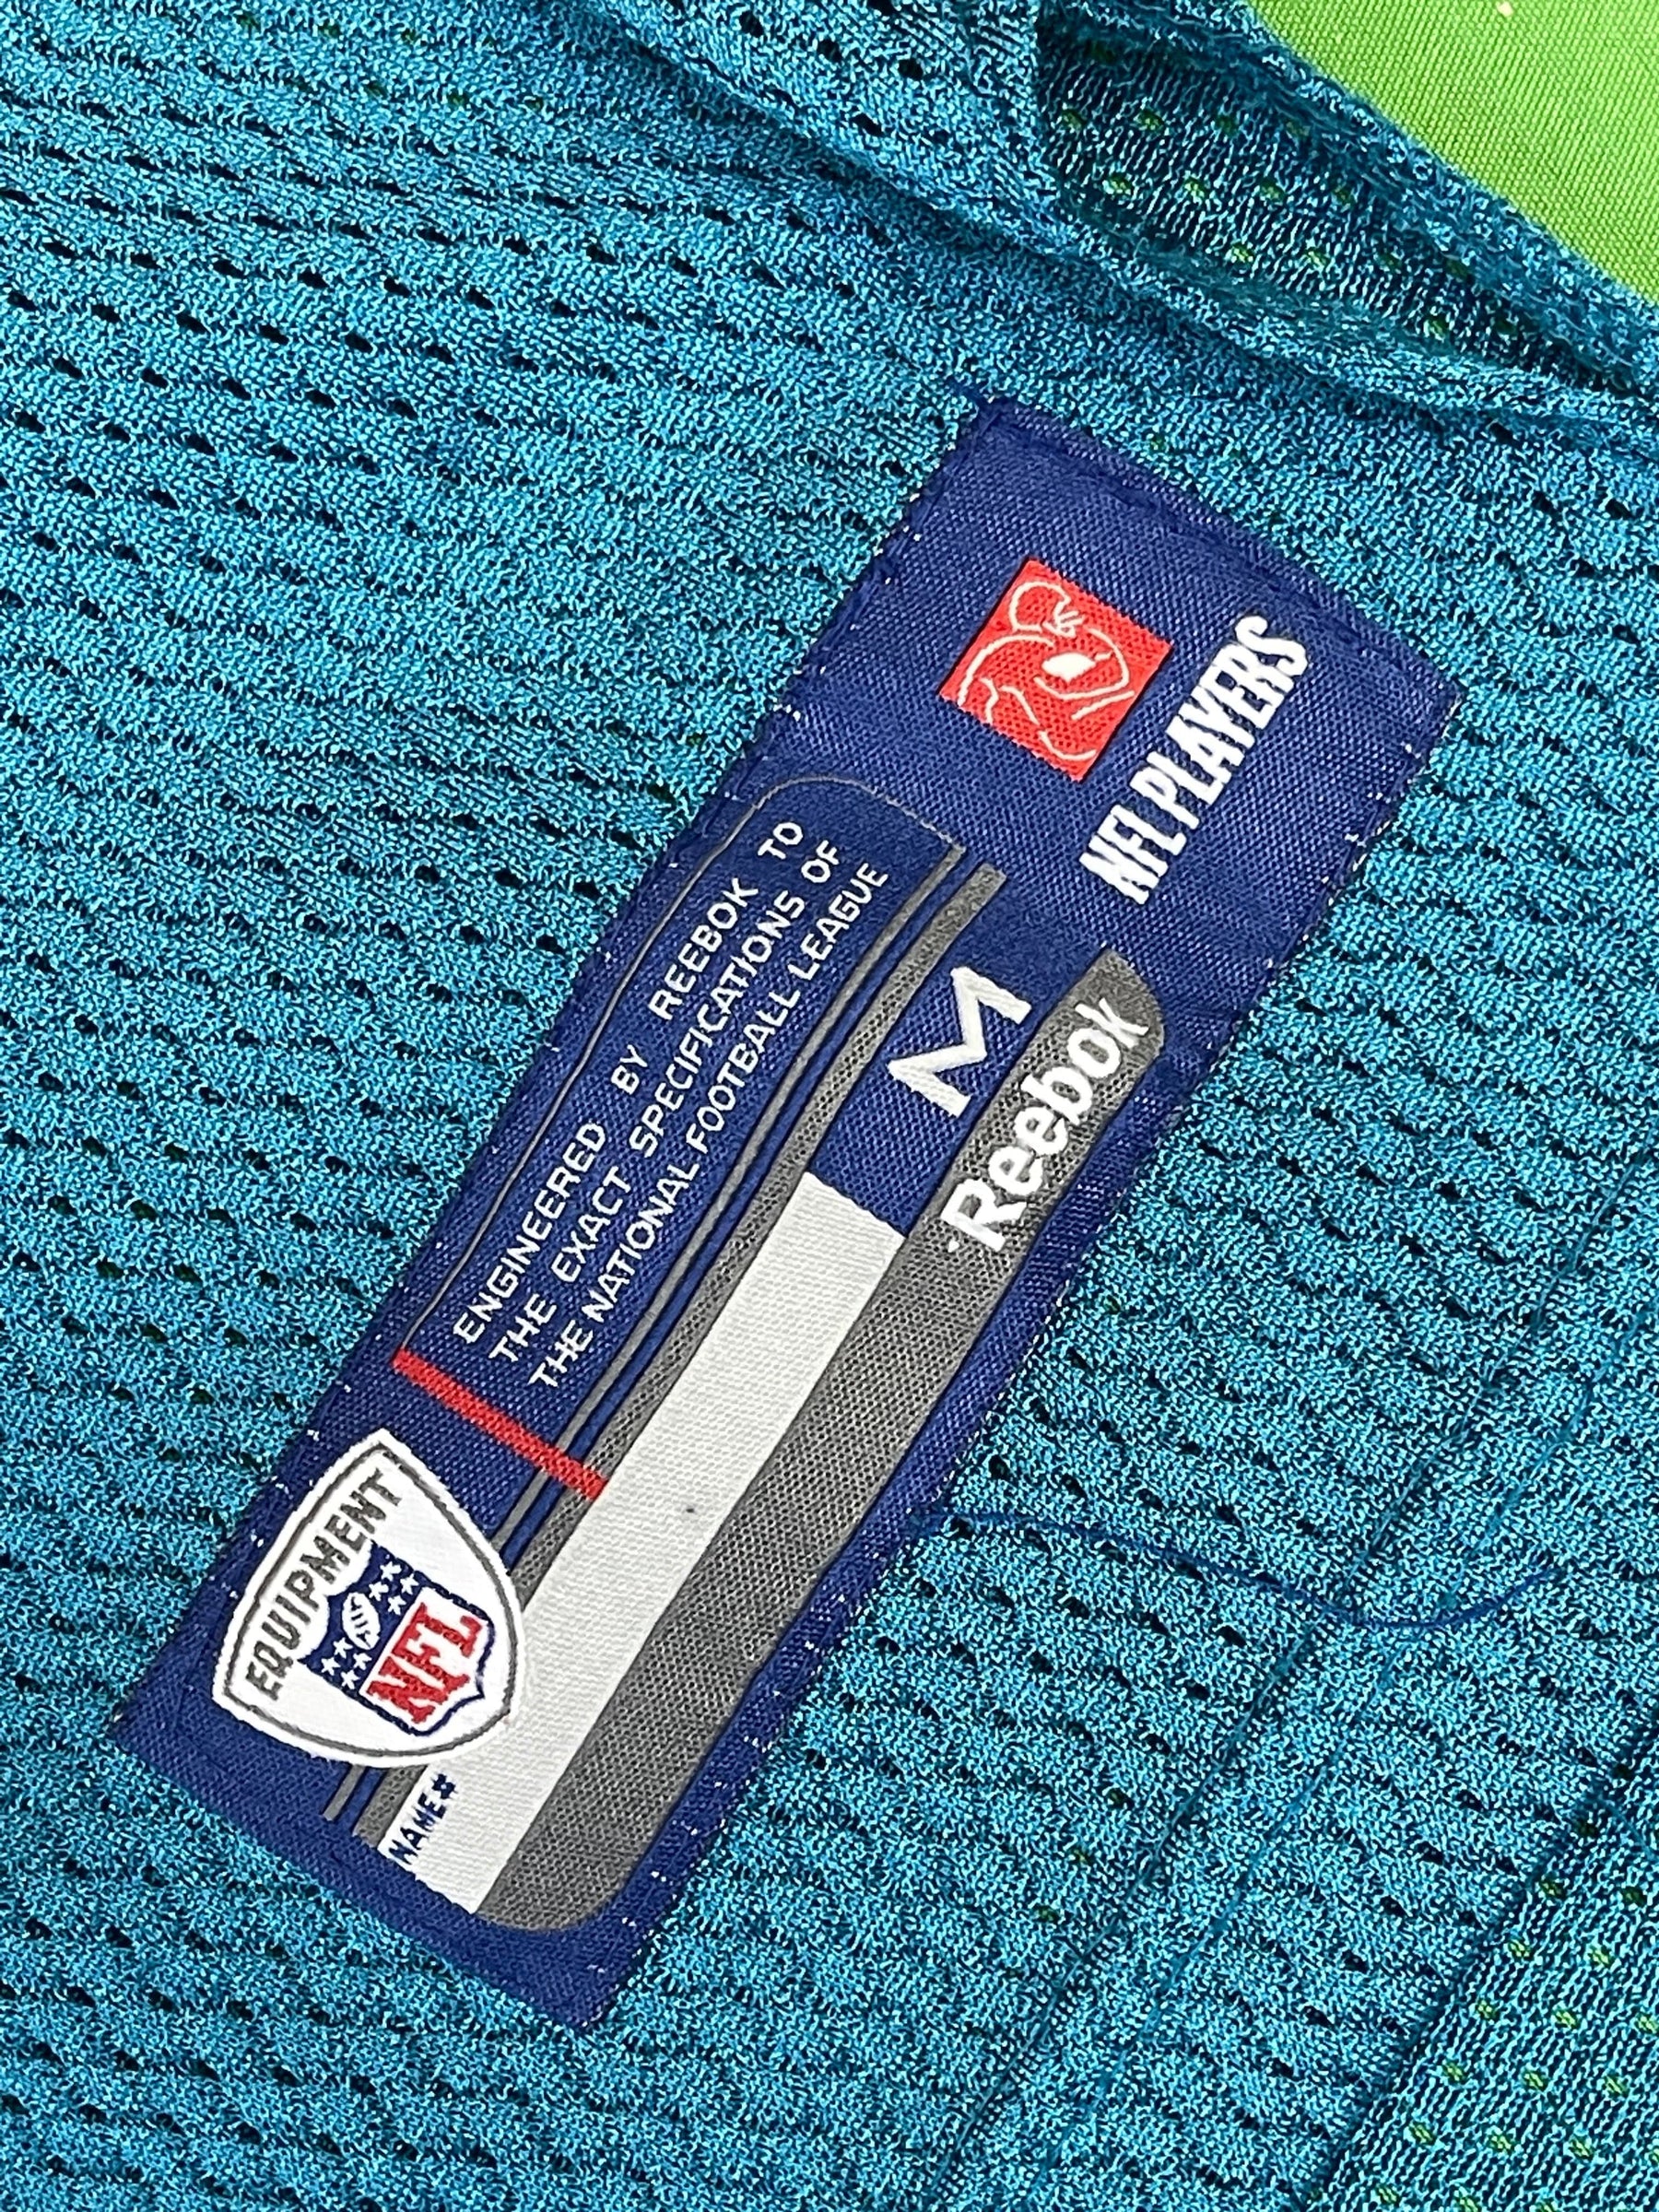 NFL PLAYERS
ENGINEERED BY REEBOK TO
THE EXACT SPECIFICATIONS OF
THE NATIONAL FOOTBALL LEAGUE
M
Reebok
EQUIPMENT
NFL
NAME#